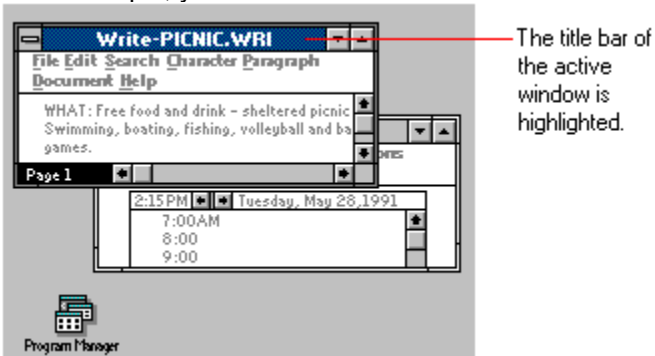 Write-PICNIC.WRI
File Edit Search Character Paragraph
Document Help
WHAT: Free food and drink - sheltered picnic
Swimming, boating, fishing, volleyball and ba
games.
Page 1
ons
2:15PM Tuesday, May 28,1991
7:00AM
8:00
9:00
Program Manager
The title bar of
the active
window is
highlighted.